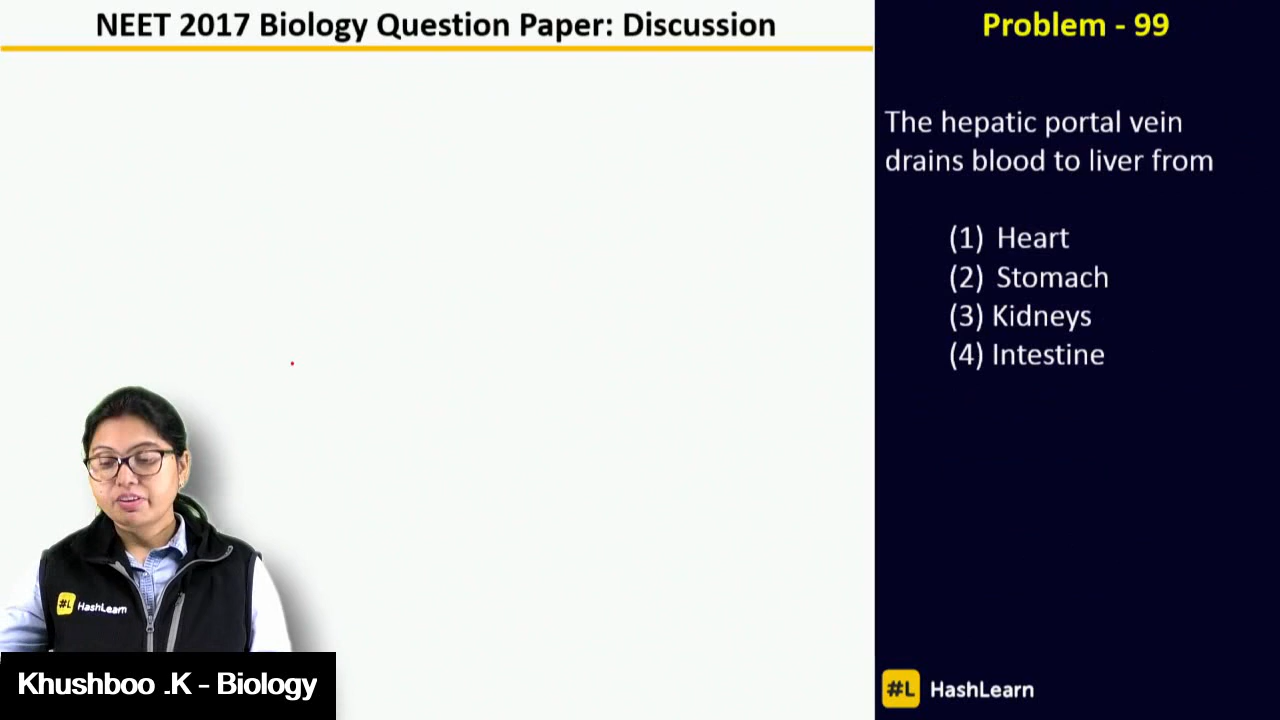 NEET 2017 Biology Question Paper: Discussion
Problem - 99
The hepatic portal vein
drains blood to liver from
(1) Heart
(2) Stomach
(3) Kidneys
(4) Intestine
#L HashLearn
Khushboo .K - Biology
#L HashLearn